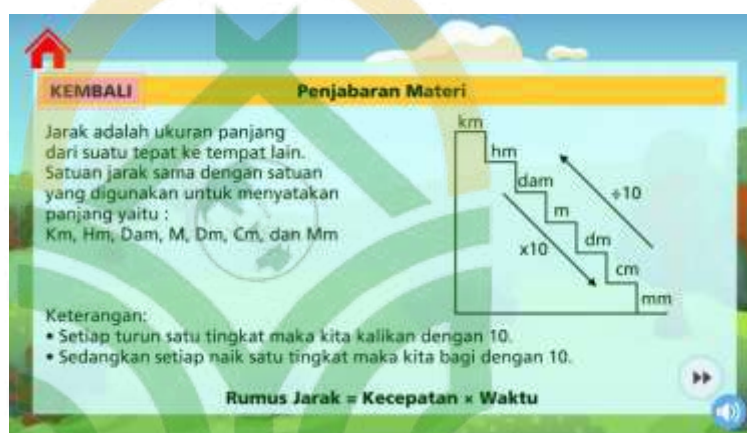 KEMBALI
Penjabaran Materi
Jarak adalah ukuran panjang
dari suatu tepat ke tempat lain.
Satuan jarak sama dengan satuan
yang digunakan untuk menyatakan
panjang yaitu :
Km, Hm, Dam, M, Dm, Cm, dan Mm
km
hm
dam
m
dm
cm
mm
÷10
x10
Keterangan:
• Setiap turun satu tingkat maka kita kalikan dengan 10.
• Sedangkan setiap naik satu tingkat maka kita bagi dengan 10.
Rumus Jarak = Kecepatan × Waktu